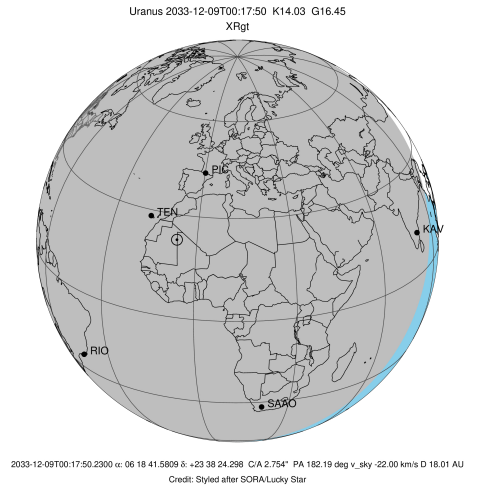 Uranus 2033-12-09T00:17:50 K14.03 G16.45
XRgt
PIC
TEN
KAV
RIO
SAAO
2033-12-09T00:17:50.2300 α: 06 18 41.5809 δ: +23 38 24.298 C/A 2.754" PA 182.19 deg v_sky -22.00 km/s D 18.01 AU
Credit: Styled after SORA/Lucky Star